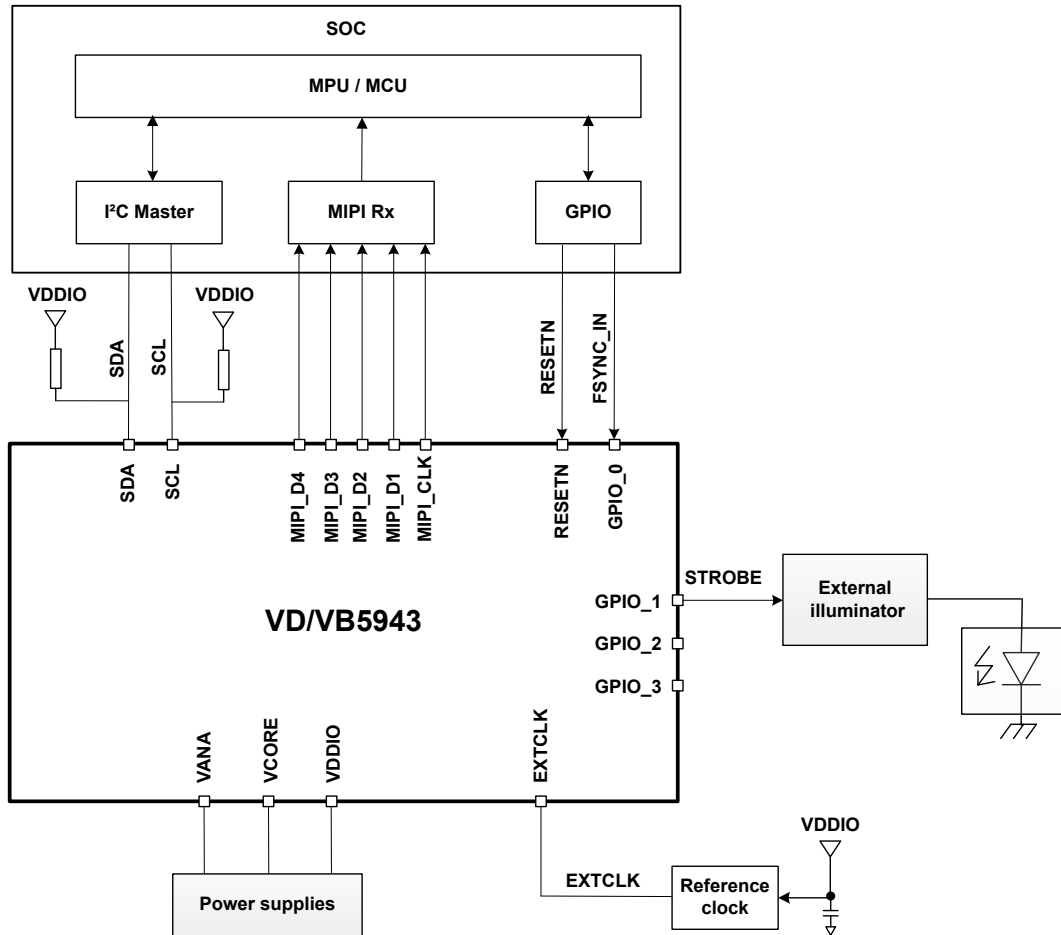 SOC
MPU / MCU
I²C Master
MIPI Rx
GPIO
VDDIO
VDDIO
SDA
SCL
RESETN
FSYNC_IN
SDA
SCL
MIPI_D4
MIPI_D3
MIPI_D2
MIPI_D1
MIPI_CLK
RESETN
GPIO_0
VD/VB5943
GPIO_1
GPIO_2
GPIO_3
STROBE
External
illuminator
VANA
VCORE
VDDIO
EXTCLK
Power supplies
EXTCLK
Reference
clock
VDDIO